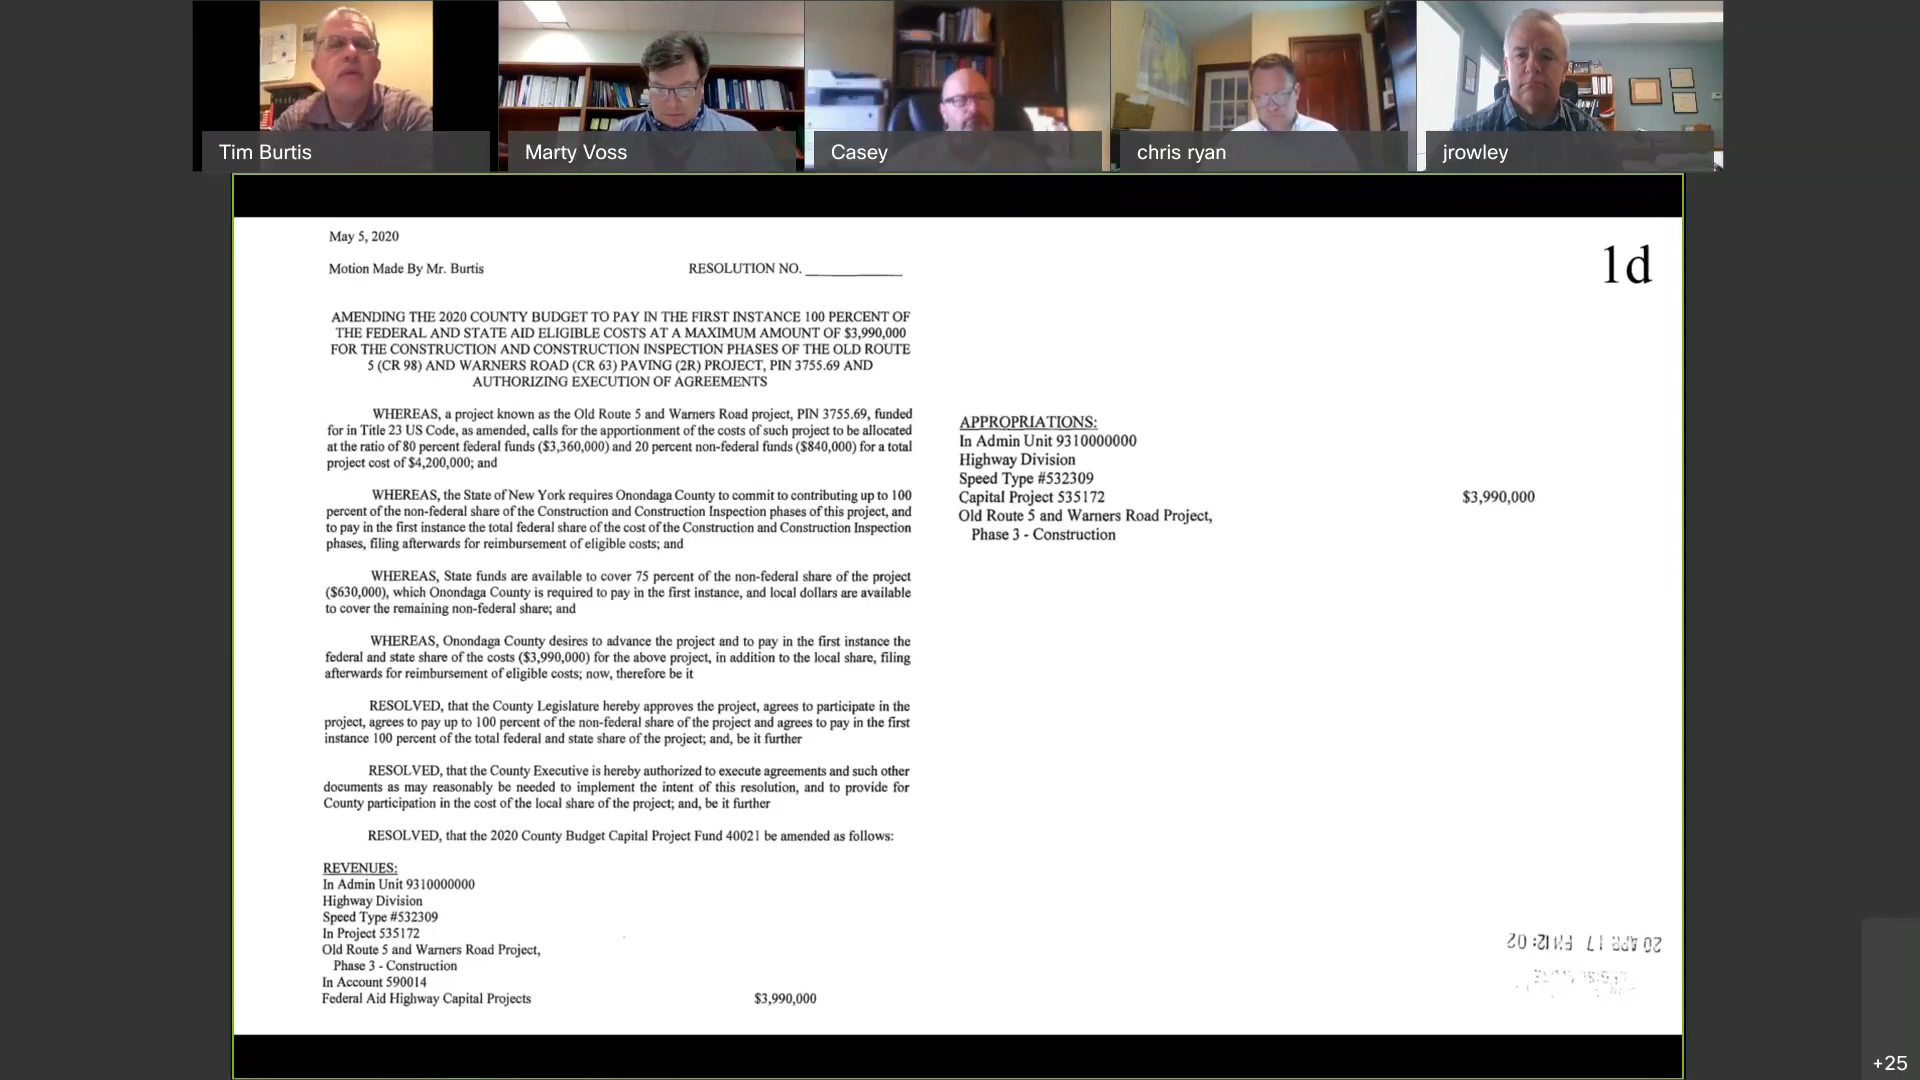 Tim Burtis
Marty Voss
Casey
chris ryan
jrowley
May 5, 2020
1d
Motion Made By Mr. Burtis
RESOLUTION NO. ____________
AMENDING THE 2020 COUNTY BUDGET TO PAY IN THE FIRST INSTANCE 100 PERCENT OF
THE FEDERAL AND STATE AID ELIGIBLE COSTS AT A MAXIMUM AMOUNT OF $3,990,000
FOR THE CONSTRUCTION AND CONSTRUCTION INSPECTION PHASES OF THE OLD ROUTE
5 (CR 98) AND WARNERS ROAD (CR 63) PAVING (2R) PROJECT, PIN 3755.69 AND
AUTHORIZING EXECUTION OF AGREEMENTS
WHEREAS, a project known as the Old Route 5 and Warners Road project, PIN 3755.69, funded
for in Title 23 US Code, as amended, calls for the apportionment of the costs of such project to be allocated
at the ratio of 80 percent federal funds ($3,360,000) and 20 percent non-federal funds ($840,000) for a total
project cost of $4,200,000; and
WHEREAS, the State of New York requires Onondaga County to commit to contributing up to 100
percent of the non-federal share of the Construction and Construction Inspection phases of this project, and
to pay in the first instance the total federal share of the cost of the Construction and Construction Inspection
phases, filing afterwards for reimbursement of eligible costs; and
WHEREAS, State funds are available to cover 75 percent of the non-federal share of the project
($630,000), which Onondaga County is required to pay in the first instance, and local dollars are available
to cover the remaining non-federal share; and
WHEREAS, Onondaga County desires to advance the project and to pay in the first instance the
federal and state share of the costs ($3,990,000) for the above project, in addition to the local share, filing
afterwards for reimbursement of eligible costs; now, therefore be it
RESOLVED, that the County Legislature hereby approves the project, agrees to participate in the
project, agrees to pay up to 100 percent of the non-federal share of the project and agrees to pay in the first
instance 100 percent of the total federal and state share of the project; and, be it further
RESOLVED, that the County Executive is hereby authorized to execute agreements and such other
documents as may reasonably be needed to implement the intent of this resolution, and to provide for
County participation in the cost of the local share of the project; and, be it further
RESOLVED, that the 2020 County Budget Capital Project Fund 40021 be amended as follows:
REVENUES:
In Admin Unit 9310000000
Highway Division
Speed Type #532309
In Project 535172
Old Route 5 and Warners Road Project,
Phase 3 - Construction
In Account 590014
Federal Aid Highway Capital Projects $3,990,000
APPROPRIATIONS:
In Admin Unit 9310000000
Highway Division
Speed Type #532309
Capital Project 535172 $3,990,000
Old Route 5 and Warners Road Project,
Phase 3 - Construction
20 APR 17 PM 12:02
+25